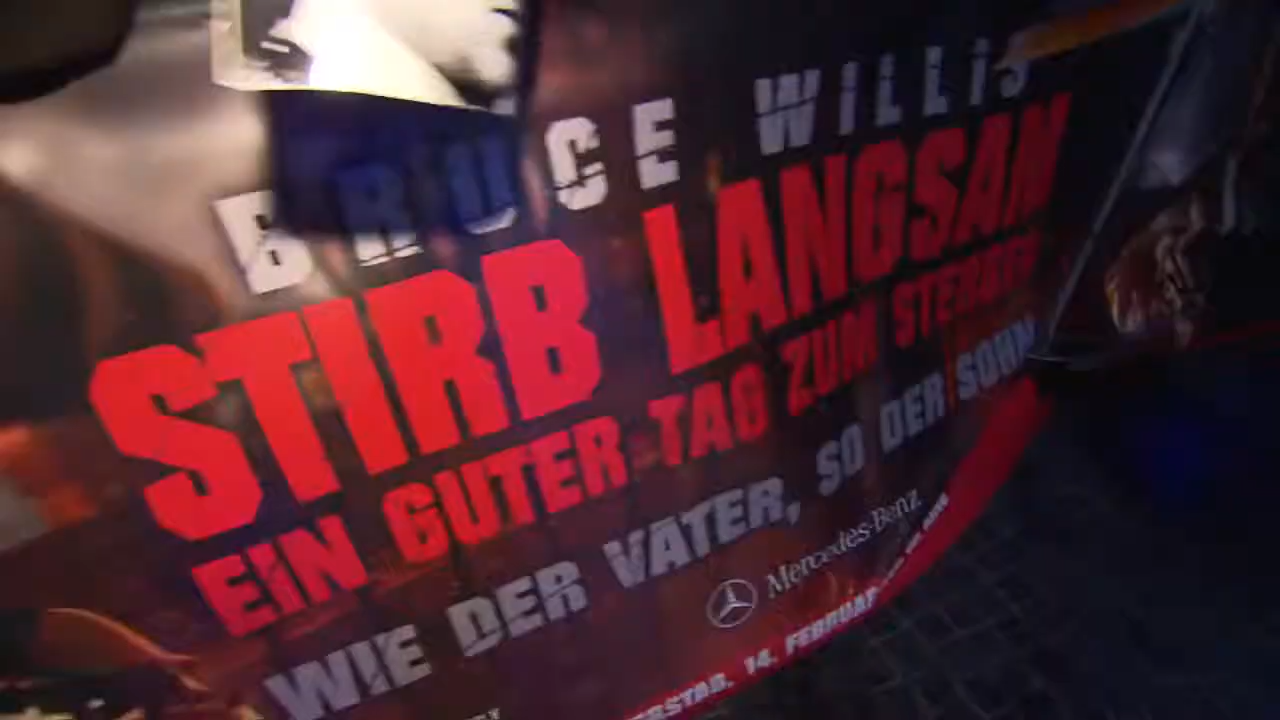 BRUCE WILLIS
STIRB LANGSAM
EIN GUTER TAG ZUM STERBEN
WIE DER VATER, SO DER SOHN
Mercedes-Benz
14. FEBRUAR